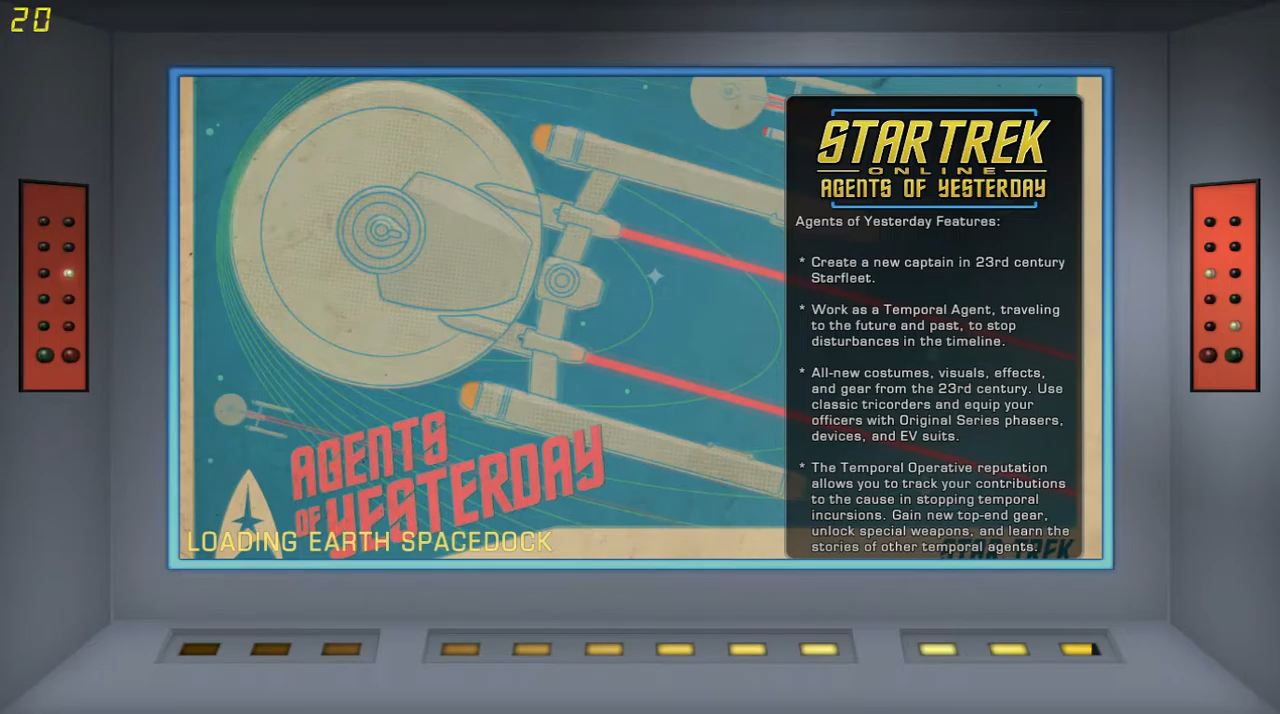 20
STAR TREK
ONLINE
AGENTS OF YESTERDAY
Agents of Yesterday Features:
* Create a new captain in 23rd century
Starfleet.
* Work as a Temporal Agent, traveling
to the future and past, to stop
disturbances in the timeline.
* All-new costumes, visuals, effects,
and gear from the 23rd century. Use
classic tricorders and equip your
officers with Original Series phasers,
devices, and EV suits.
* The Temporal Operative reputation
allows you to track your contributions
to the cause in stopping temporal
incursions. Gain new top-end gear,
unlock special weapons, and learn the
stories of other temporal agents.
AGENTS
OF YESTERDAY
LOADING EARTH SPACEDOCK
STAR TREK